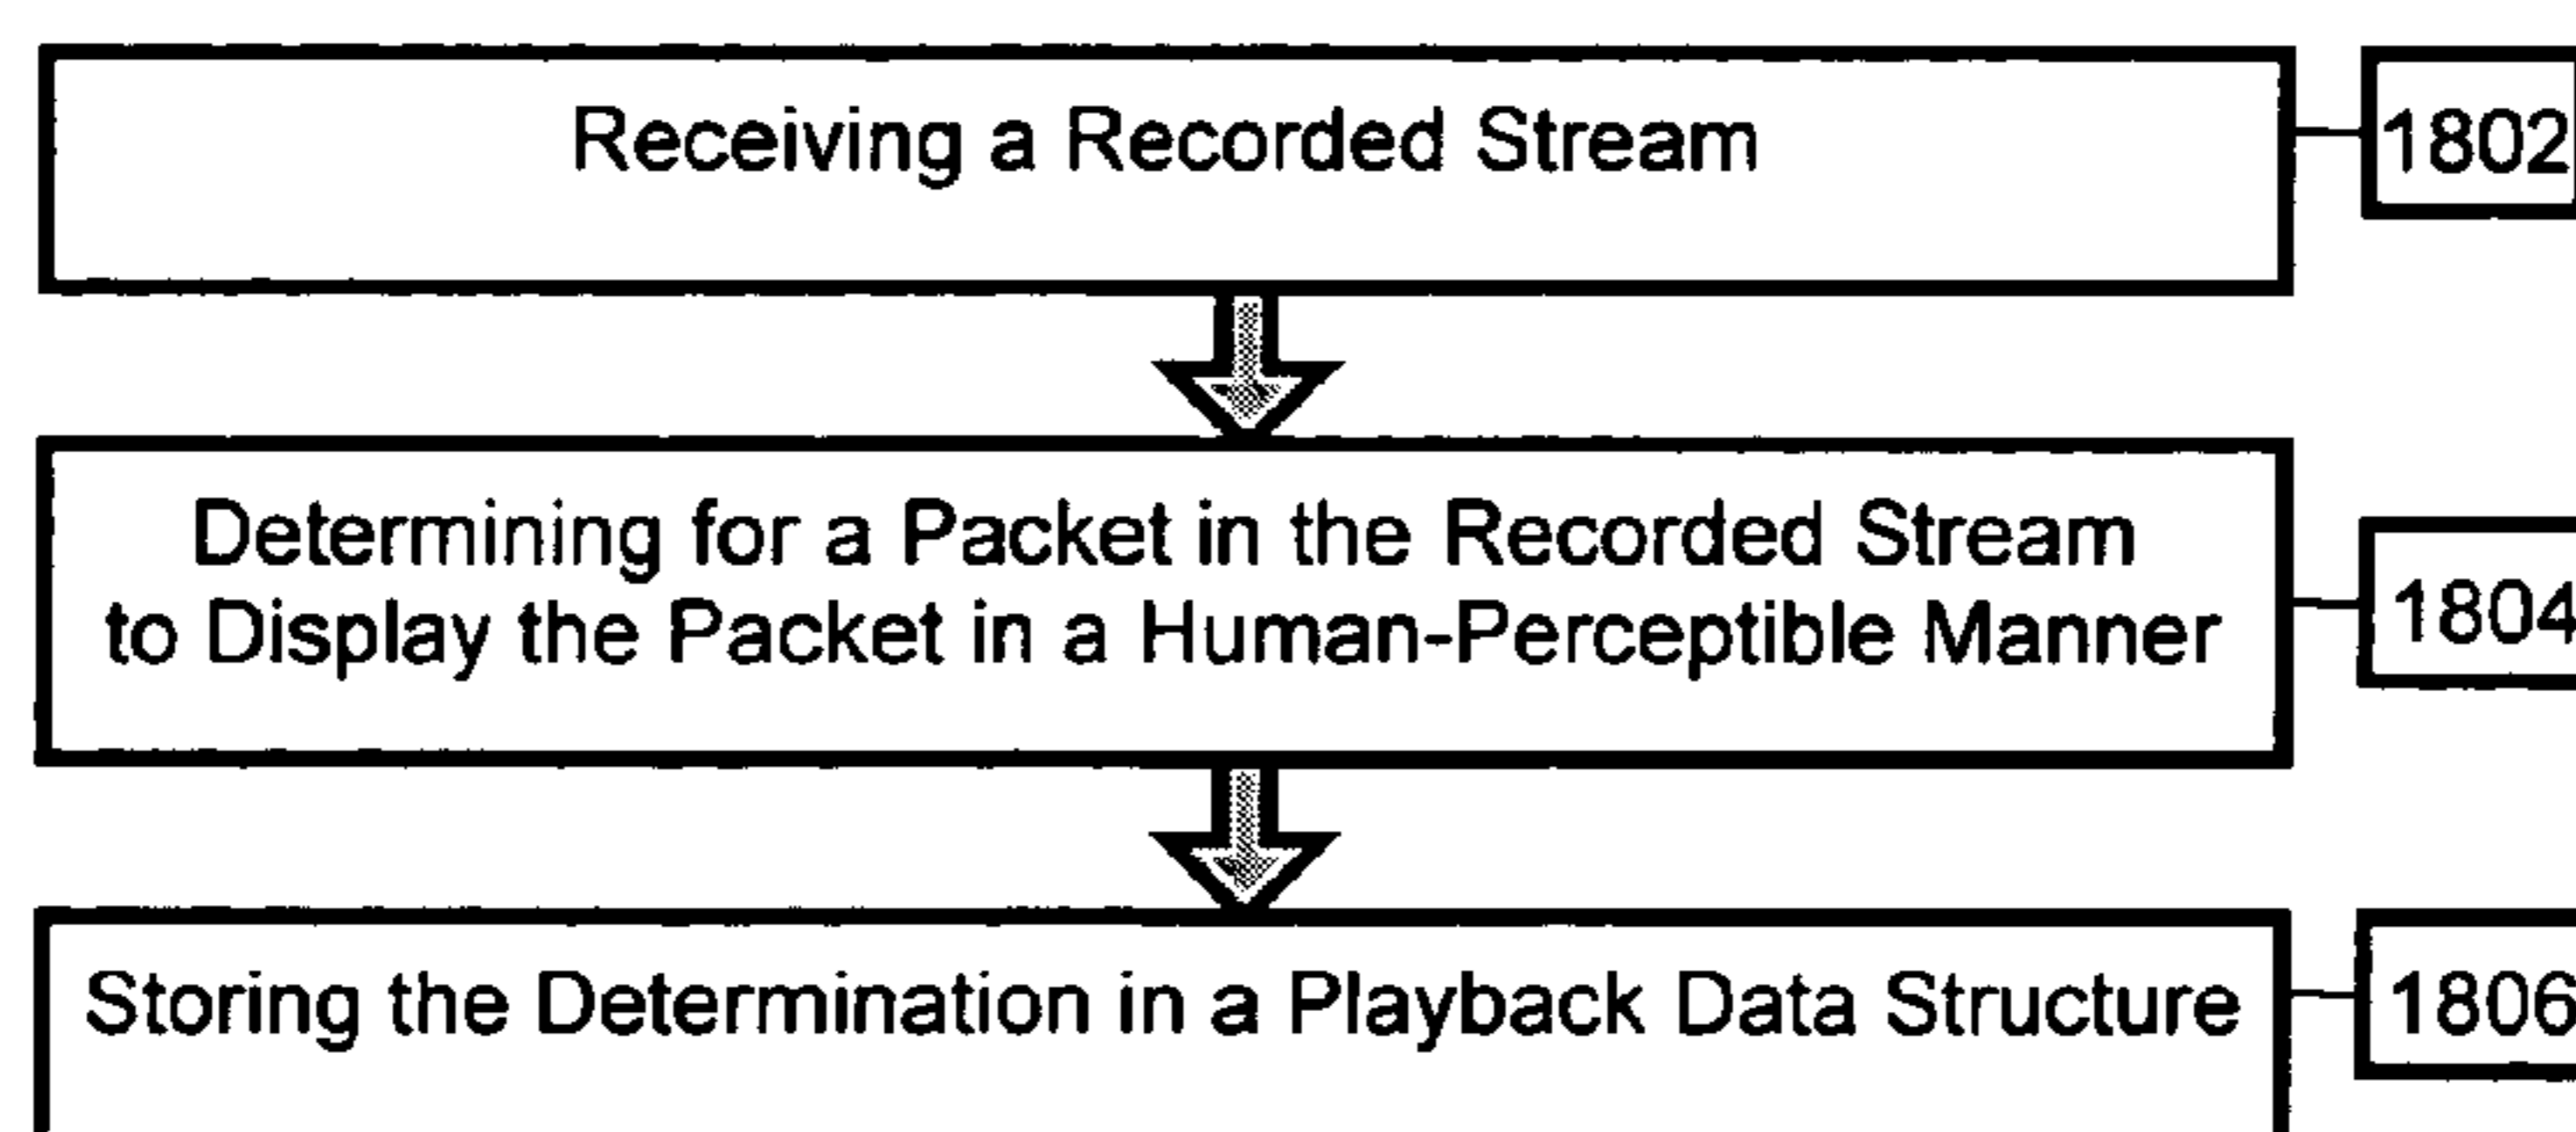 Receiving a Recorded Stream
1802
Determining for a Packet in the Recorded Stream
to Display the Packet in a Human-Perceptible Manner
1804
Storing the Determination in a Playback Data Structure
1806